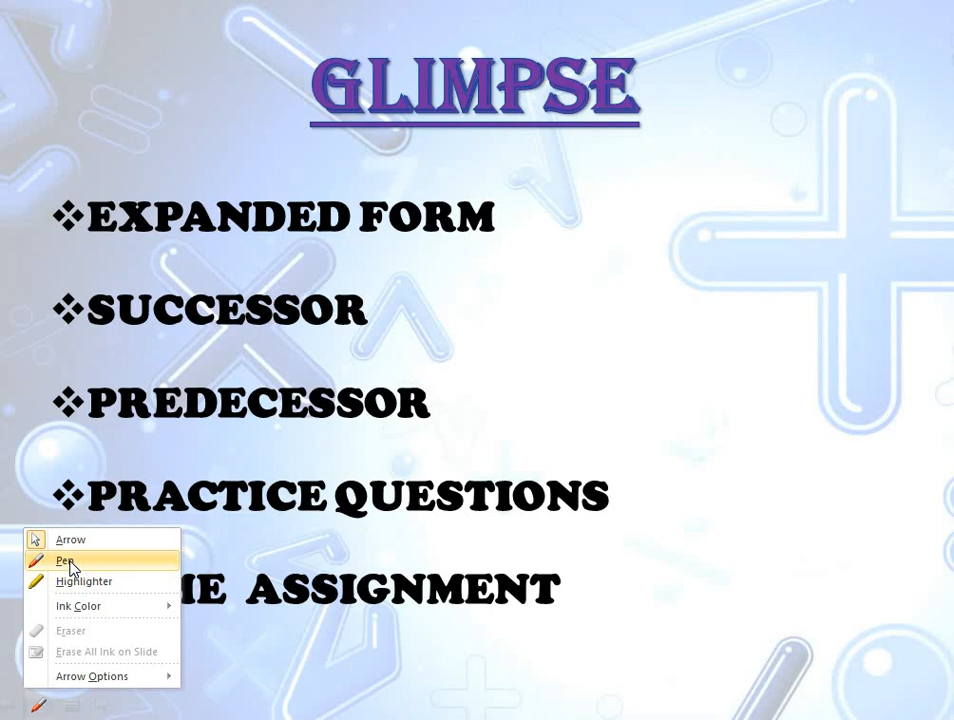 GLIMPSE
❖EXPANDED FORM
❖SUCCESSOR
❖PREDECESSOR
❖PRACTICE QUESTIONS
ASSIGNMENT
Arrow
Pen
Highlighter
Ink Color
Eraser
Erase All Ink on Slide
Arrow Options